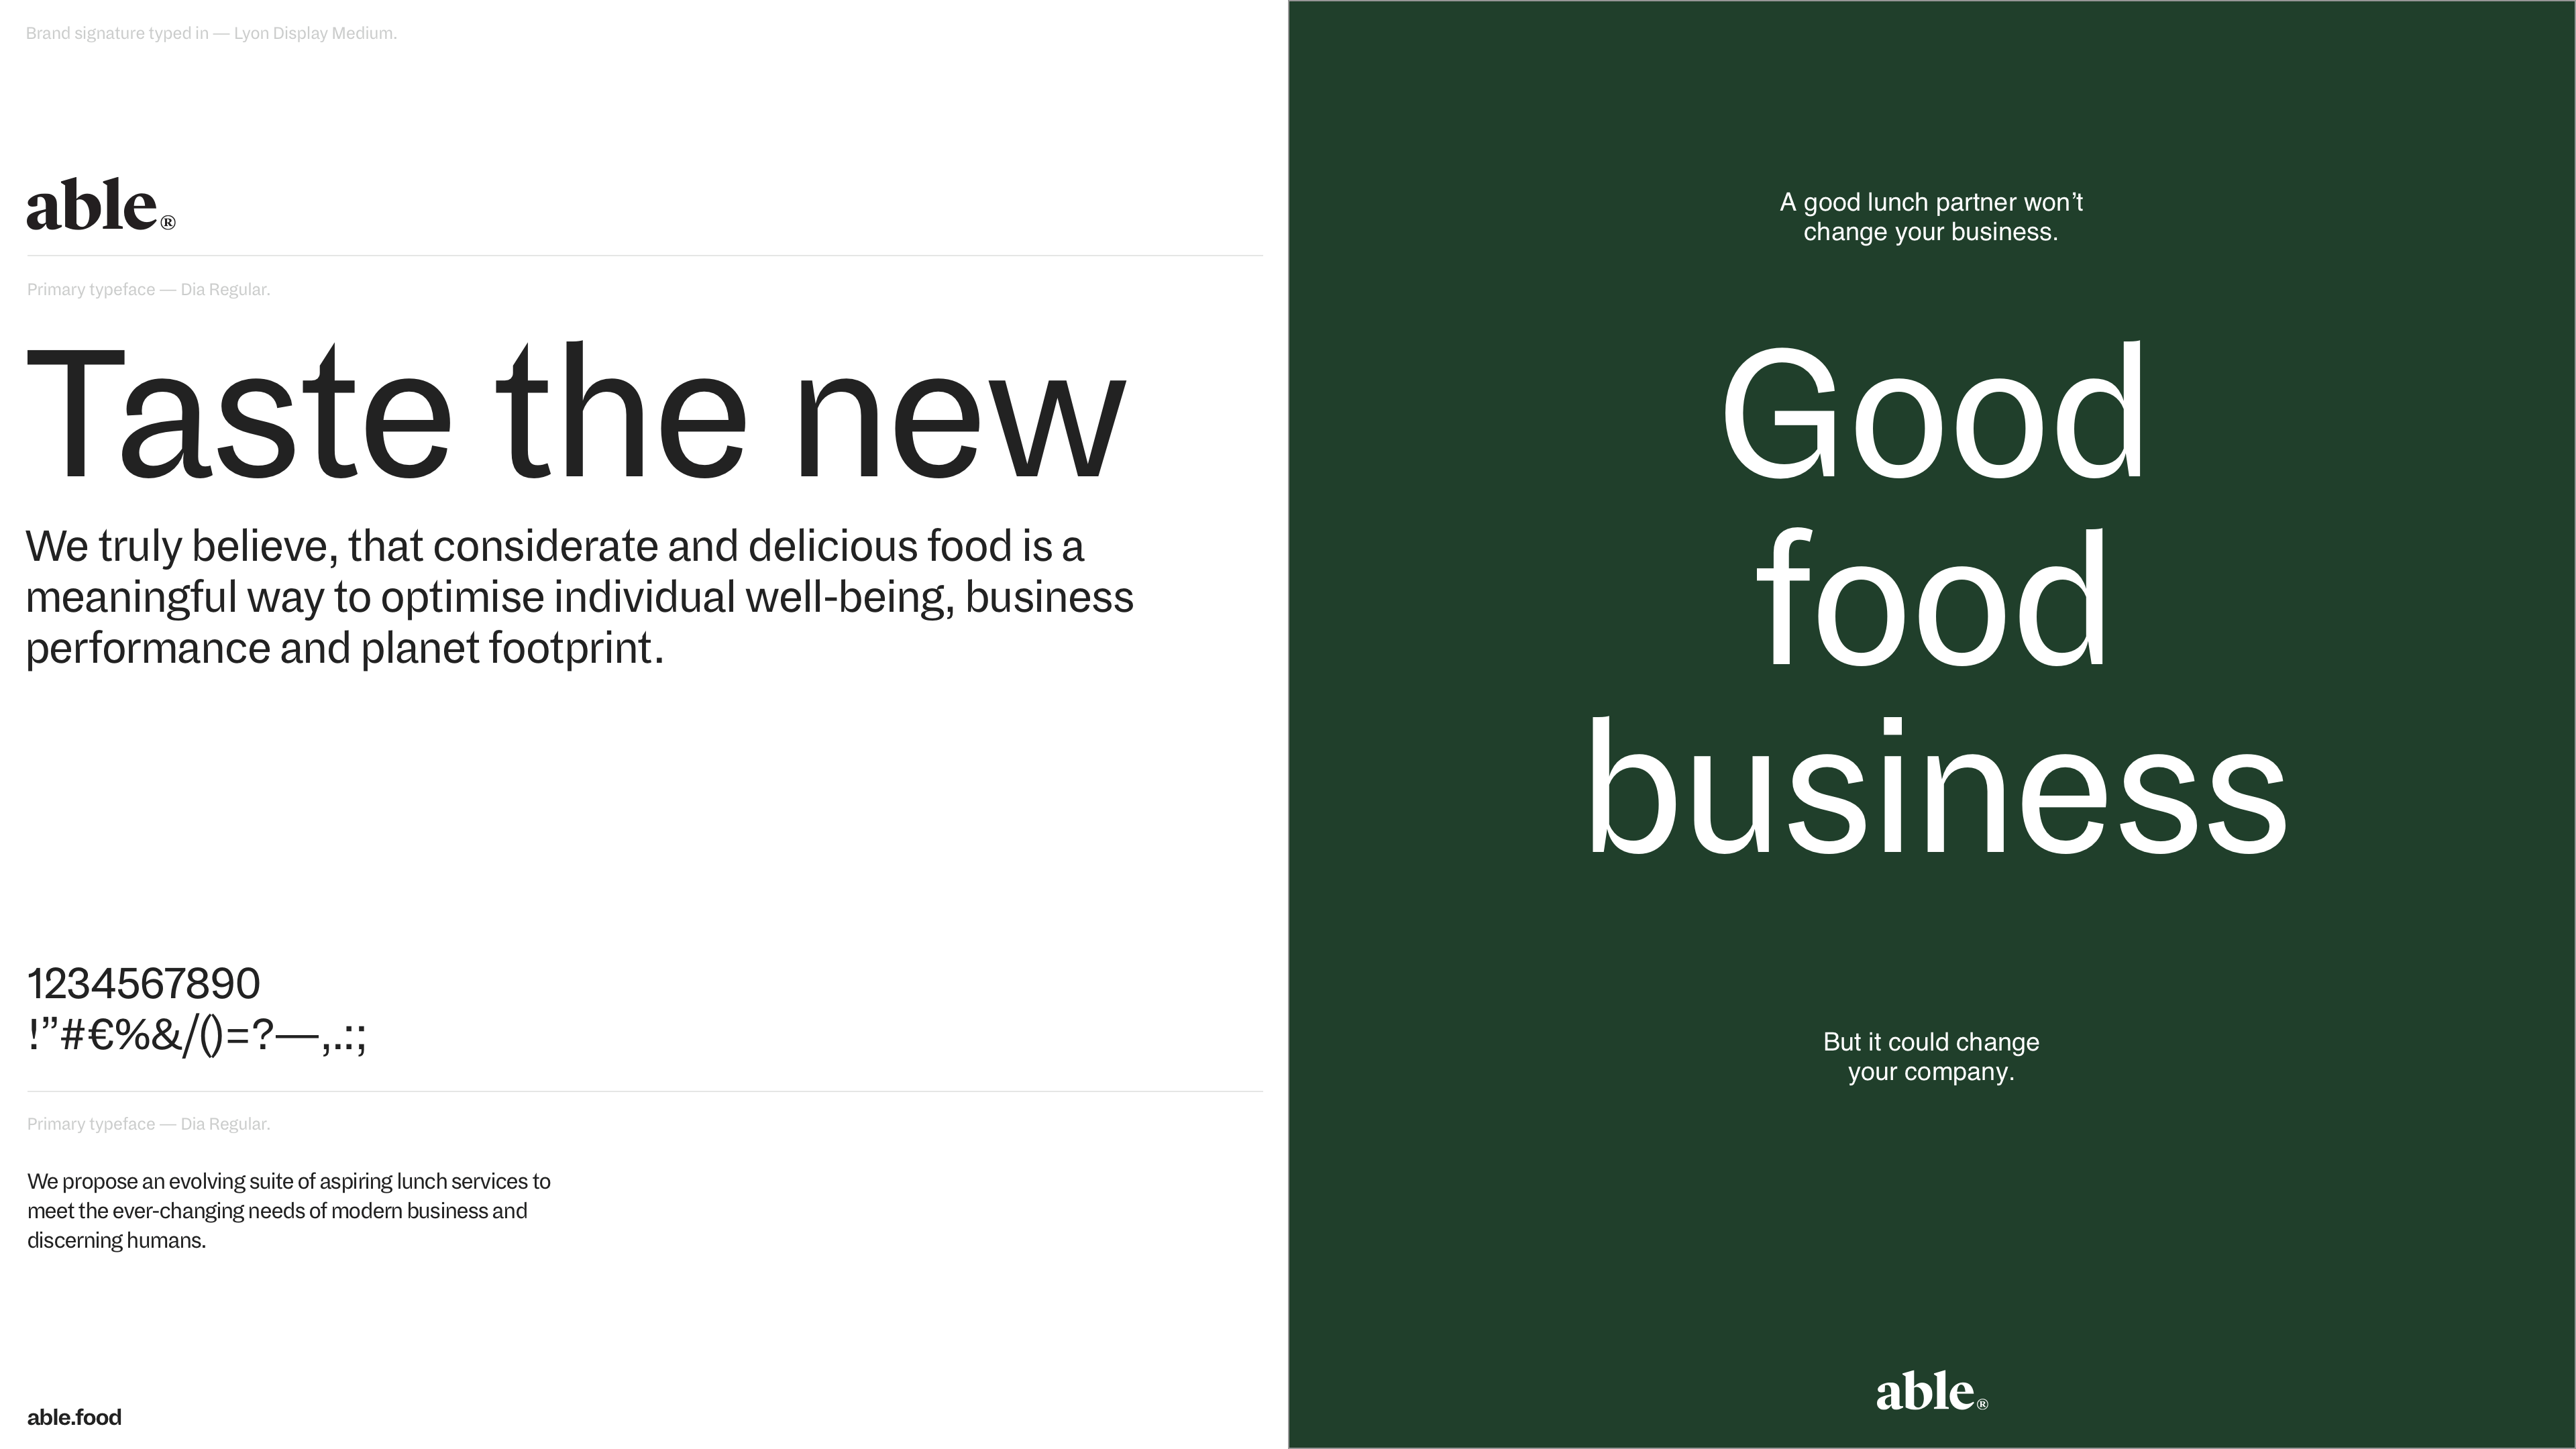 Brand signature typed in — Lyon Display Medium.
able.®
Primary typeface — Dia Regular.
Taste the new
We truly believe, that considerate and delicious food is a
meaningful way to optimise individual well-being, business
performance and planet footprint.
1234567890
!”#€%&/()=?—,.:;
Primary typeface — Dia Regular.
We propose an evolving suite of aspiring lunch services to
meet the ever-changing needs of modern business and
discerning humans.
able.food
A good lunch partner won’t
change your business.
Good
food
business
But it could change
your company.
able.®